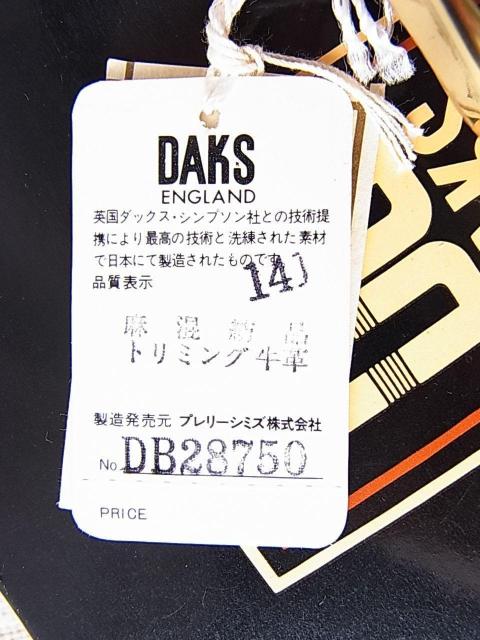 DAKS
ENGLAND
英国ダックス・シンプソン社との技術提
携により最高の技術と洗練された素材
で日本にて製造されたものです
品質表示
14J
麻混紡品
トリミング牛革
製造発売元 プレリーシミズ株式会社
No. DB28750
PRICE